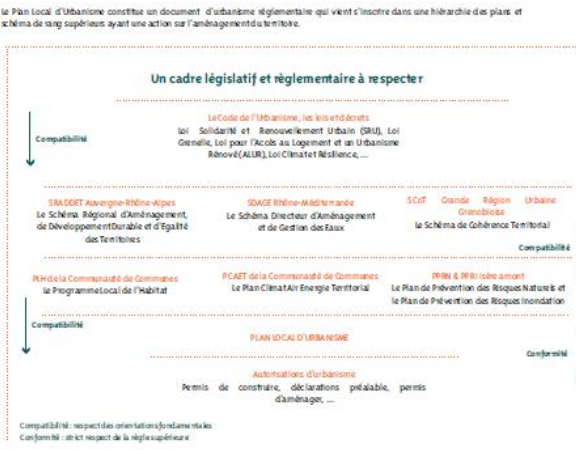 Le Plan Local d'Urbanisme constitue un document d'urbanisme réglementaire qui vient s'inscrire dans une hiérarchie des plans et
schéma de rang supérieurs ayant une action sur l'aménagement du territoire.
Un cadre législatif et règlementaire à respecter
Compatibilité
Le Code de l'Urbanisme, les lois et décrets
Loi Solidarité et Renouvellement Urbain (SRU), Loi
Grenelle, Loi pour l'Accès au Logement et un Urbanisme
Rénové (ALUR), Loi Climat et Résilience, ...
SRADDET Auvergne-Rhône-Alpes
Le Schéma Régional d'Aménagement,
de Développement Durable et d'Egalité
des Territoires
SDAGE Rhône-Méditerranée
Le Schéma Directeur d'Aménagement
et de Gestion des Eaux
SCoT Grande Région Urbaine
Grenobloise
Le Schéma de Cohérence Territorial
Compatibilité
PLH de la Communauté de Communes
Le Programme Local de l'Habitat
PCAET de la Communauté de Communes
Le Plan Climat Air Energie Territorial
PPRN & PPRI Isère amont
Le Plan de Prévention des Risques Naturels et
le Plan de Prévention des Risques Inondation
Compatibilité
PLAN LOCAL D'URBANISME
Conformité
Autorisations d'urbanisme
Permis de construire, déclarations préalable, permis
d'aménager, ...
Compatibilité : respect des orientations fondamentales
Conformité : strict respect de la règle supérieure